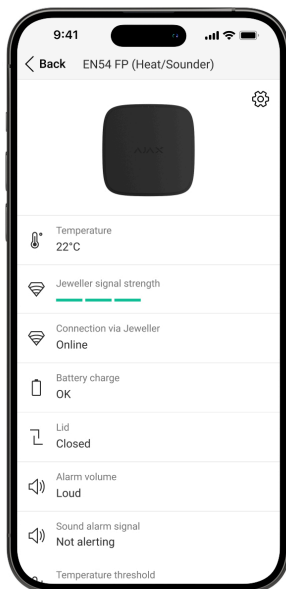 9:41
Back EN54 FP (Heat/Sounder)
AJAX
Temperature
22°C
Jeweller signal strength
Connection via Jeweller
Online
Battery charge
OK
Lid
Closed
Alarm volume
Loud
Sound alarm signal
Not alerting
Temperature threshold